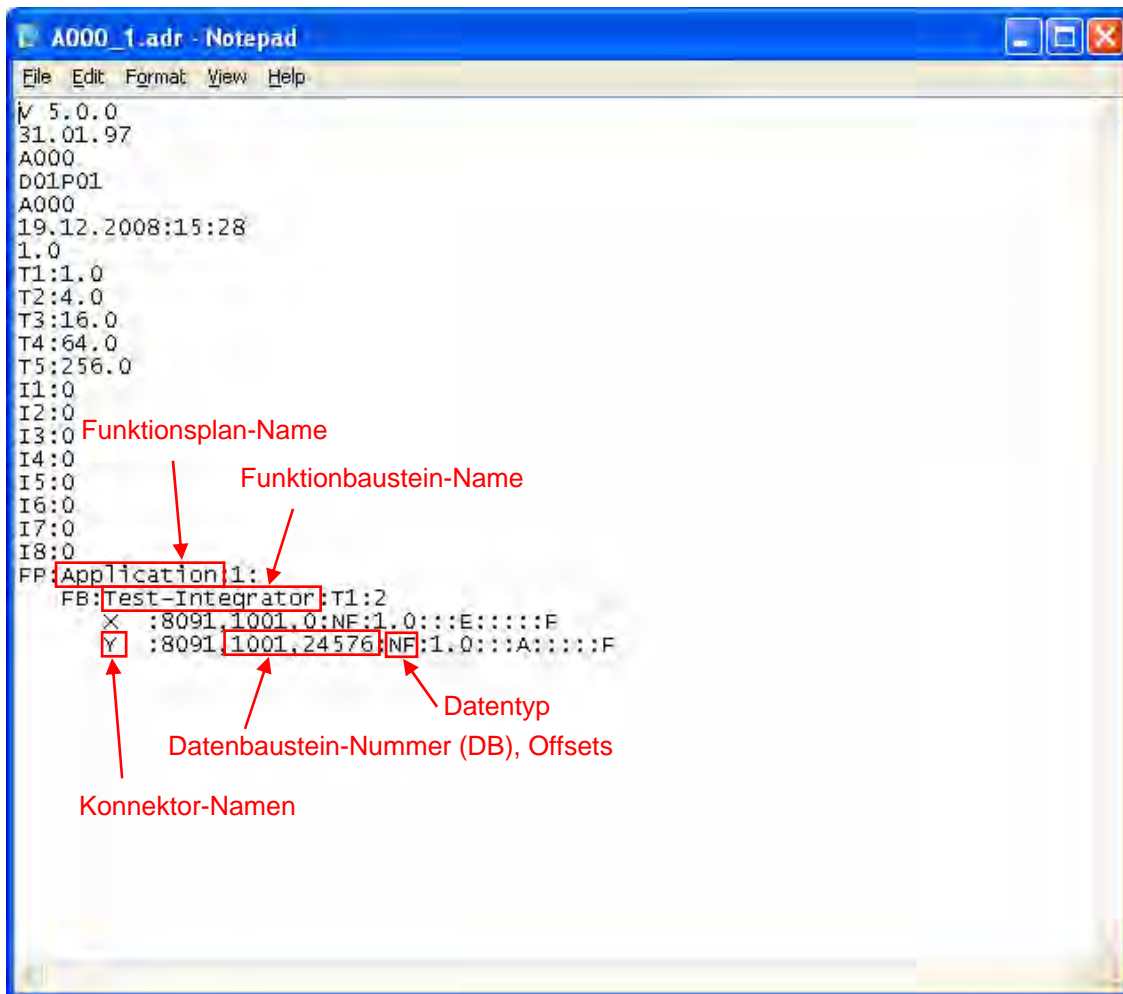 A000_1.adr - Notepad
File Edit Format View Help
V 5.0.0
31.01.97
A000
D01P01
A000
19.12.2008:15:28
1.0
T1:1.0
T2:4.0
T3:16.0
T4:64.0
T5:256.0
I1:0
I2:0
I3:0
Funktionsplan-Name
I4:0
I5:0
Funktionbaustein-Name
I6:0
I7:0
I8:0
FP:Application:1:
FB:Test-Integrator:T1:2
X :8091,1001,0:NF:1.0:::E:::::F
Y :8091,1001,24576:NF:1.0:::A:::::F
Datentyp
Datenbaustein-Nummer (DB), Offsets
Konnektor-Namen